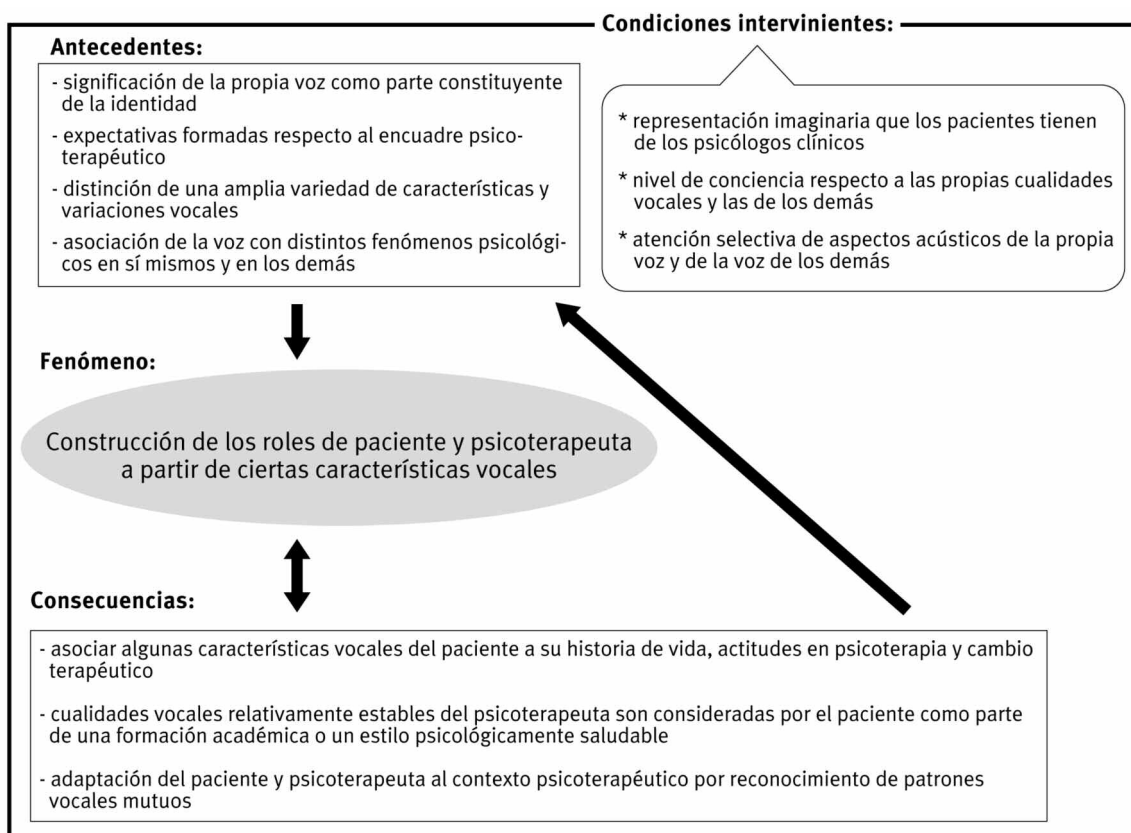 Condiciones intervinientes:
Antecedentes:
- significación de la propia voz como parte constituyente
de la identidad
- expectativas formadas respecto al encuadre psico-
terapéutico
- distinción de una amplia variedad de características y
variaciones vocales
- asociación de la voz con distintos fenómenos psicológi-
cos en sí mismos y en los demás
* representación imaginaria que los pacientes tienen
de los psicólogos clínicos
* nivel de conciencia respecto a las propias cualidades
vocales y las de los demás
* atención selectiva de aspectos acústicos de la propia
voz y de la voz de los demás
Fenómeno:
Construcción de los roles de paciente y psicoterapeuta
a partir de ciertas características vocales
Consecuencias:
- asociar algunas características vocales del paciente a su historia de vida, actitudes en psicoterapia y cambio
terapéutico
- cualidades vocales relativamente estables del psicoterapeuta son consideradas por el paciente como parte
de una formación académica o un estilo psicológicamente saludable
- adaptación del paciente y psicoterapeuta al contexto psicoterapéutico por reconocimiento de patrones
vocales mutuos